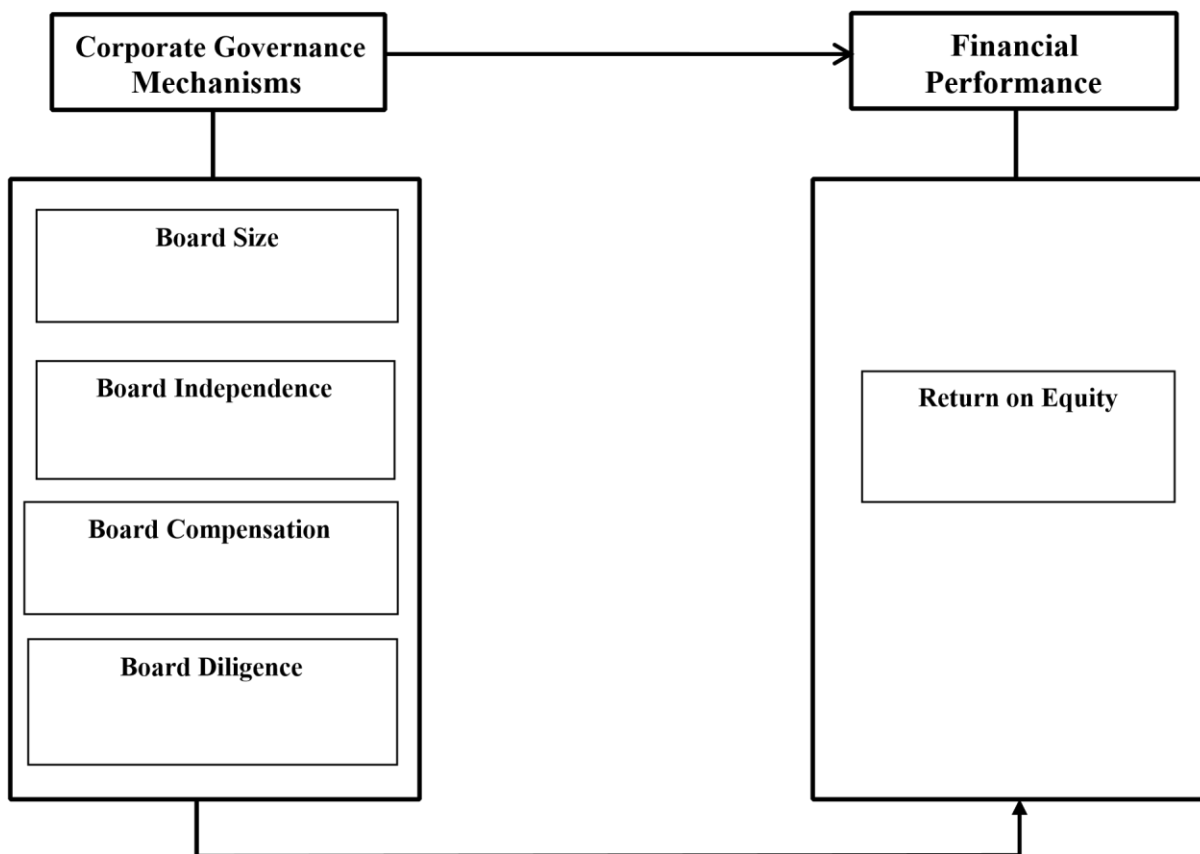 Corporate Governance
Mechanisms
Financial
Performance
Board Size
Board Independence
Board Compensation
Board Diligence
Return on Equity